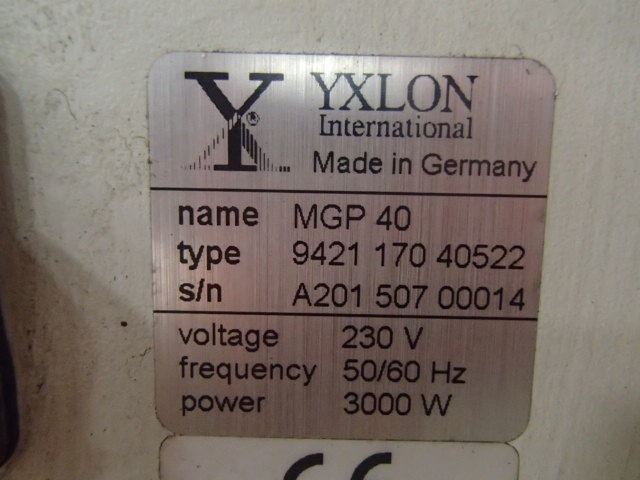 Y® YXLON
International
Made in Germany
name MGP 40
type 9421 170 40522
s/n A201 507 00014
voltage 230 V
frequency 50/60 Hz
power 3000 W
CE